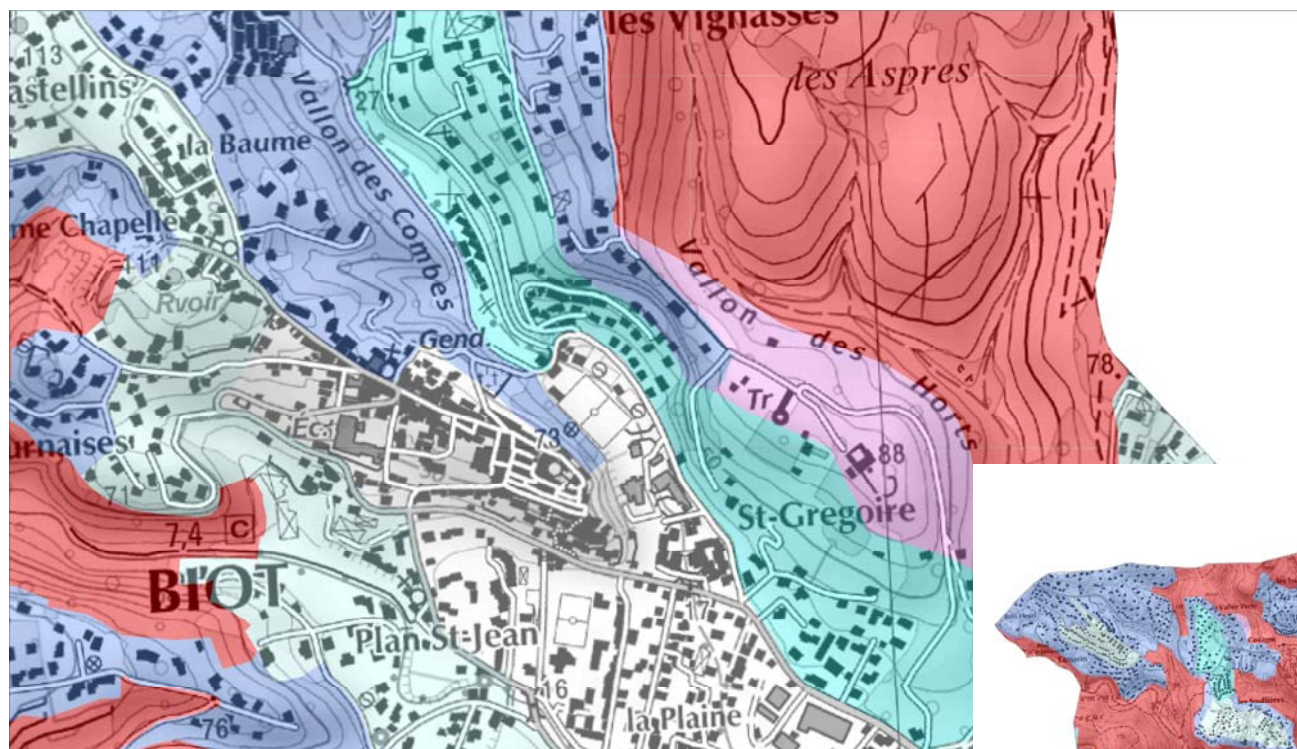 les Vignasses
les Aspres
113
astellins
27
la Baume
Vallon des Combes
me Chapelle
111
Rvoir
Vallon des Horts
Gend.
78.
Tr
Éc.
73
88
urnaises
71
St-Gregoire
7,4
C
BIOT
17
Plan St-Jean
16
la Plaine
76